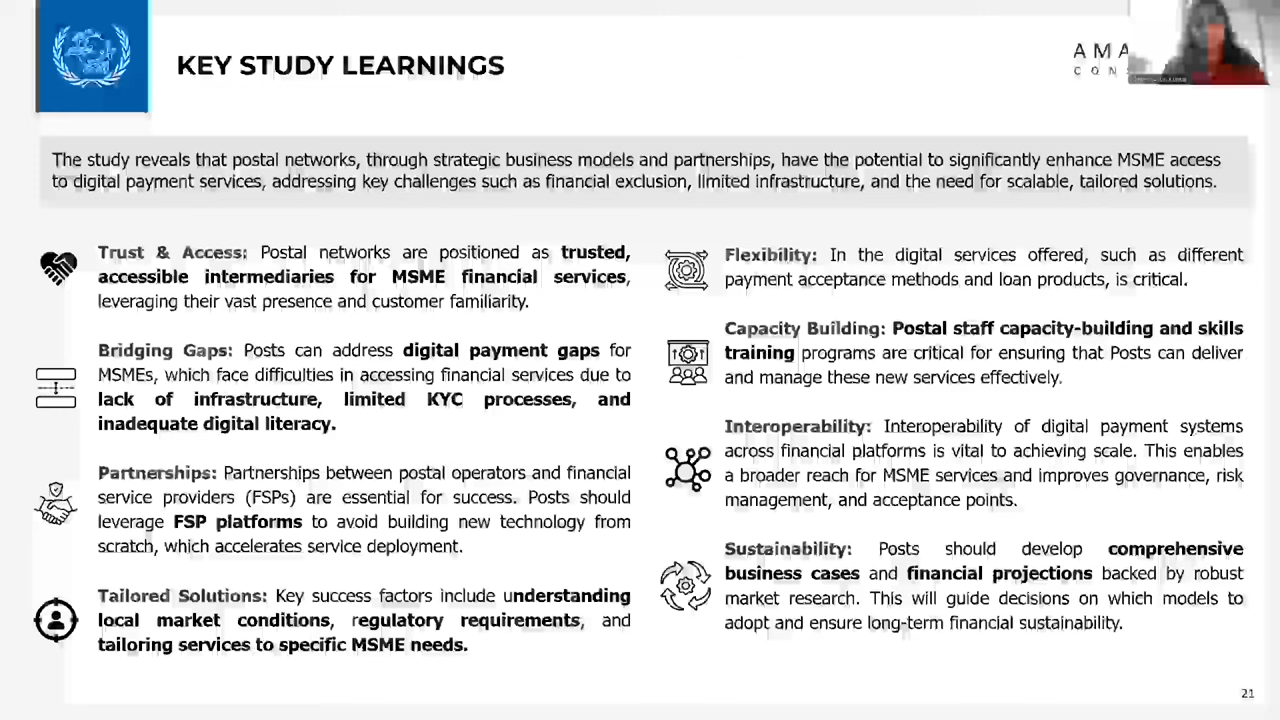 KEY STUDY LEARNINGS
AMA
CON
The study reveals that postal networks, through strategic business models and partnerships, have the potential to significantly enhance MSME access
to digital payment services, addressing key challenges such as financial exclusion, limited infrastructure, and the need for scalable, tailored solutions.
Trust & Access: Postal networks are positioned as trusted,
accessible intermediaries for MSME financial services,
leveraging their vast presence and customer familiarity.
Bridging Gaps: Posts can address digital payment gaps for
MSMEs, which face difficulties in accessing financial services due to
lack of infrastructure, limited KYC processes, and
inadequate digital literacy.
Partnerships: Partnerships between postal operators and financial
service providers (FSPs) are essential for success. Posts should
leverage FSP platforms to avoid building new technology from
scratch, which accelerates service deployment.
Tailored Solutions: Key success factors include understanding
local market conditions, regulatory requirements, and
tailoring services to specific MSME needs.
Flexibility: In the digital services offered, such as different
payment acceptance methods and loan products, is critical.
Capacity Building: Postal staff capacity-building and skills
training programs are critical for ensuring that Posts can deliver
and manage these new services effectively.
Interoperability: Interoperability of digital payment systems
across financial platforms is vital to achieving scale. This enables
a broader reach for MSME services and improves governance, risk
management, and acceptance points.
Sustainability: Posts should develop comprehensive
business cases and financial projections backed by robust
market research. This will guide decisions on which models to
adopt and ensure long-term financial sustainability.
21